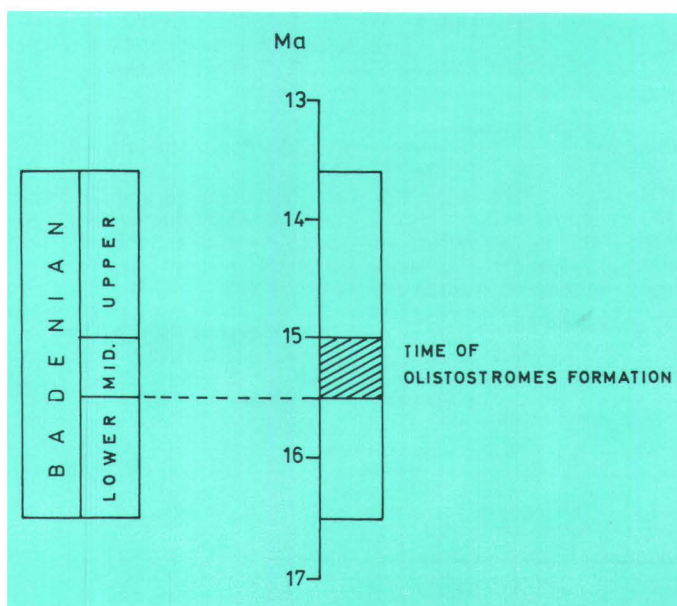 Ma
13
14
15
16
17
BADENIAN
UPPER
MID.
LOWER
TIME OF
OLISTOSTROMES FORMATION